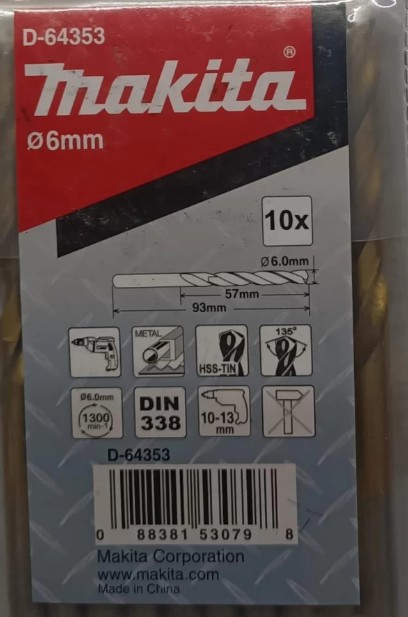 D-64353
makita®
Ø6mm
10x
Ø6.0mm
57mm
93mm
METAL
HSS-TiN
135°
Ø6.0mm
1300
min-1
DIN
338
10-13
mm
D-64353
0 88381 53079 8
Makita Corporation
www.makita.com
Made in China